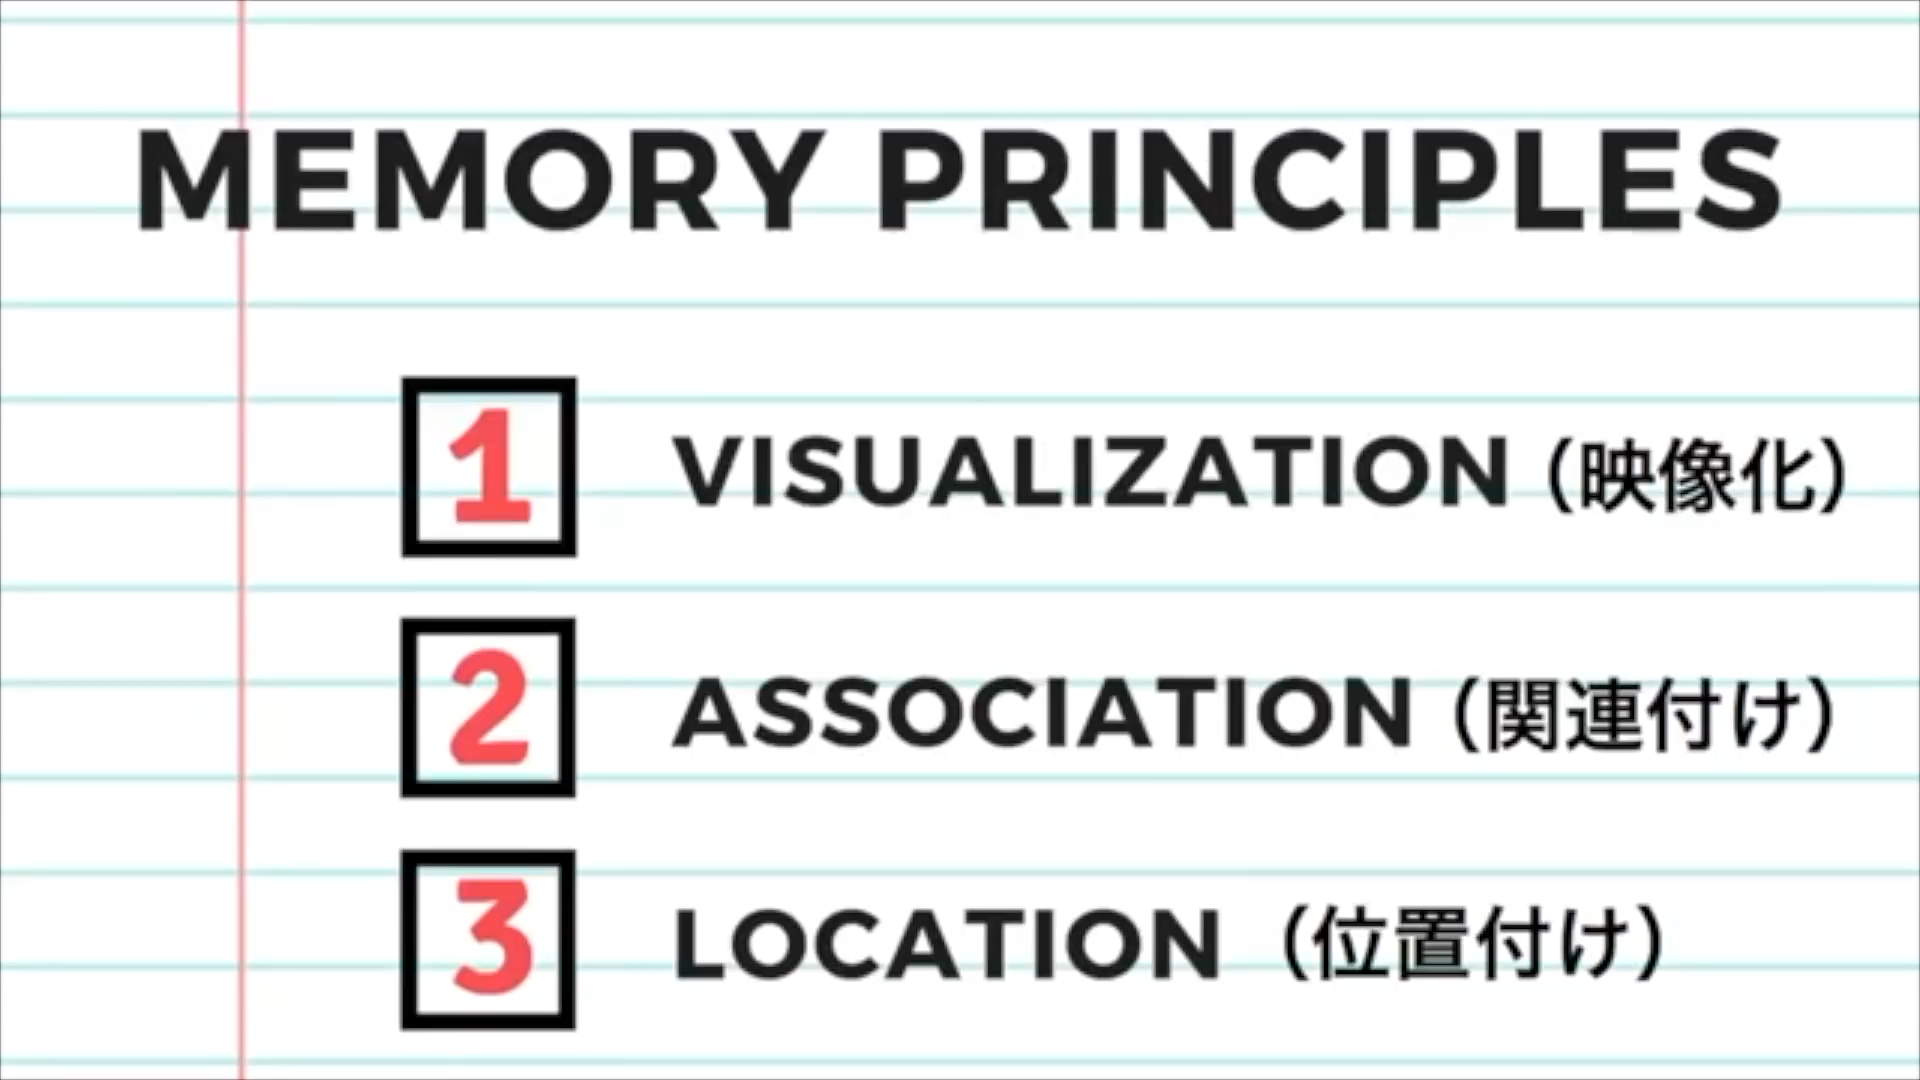 MEMORY PRINCIPLES
1 VISUALIZATION（映像化）
2 ASSOCIATION（関連付け）
3 LOCATION（位置付け）